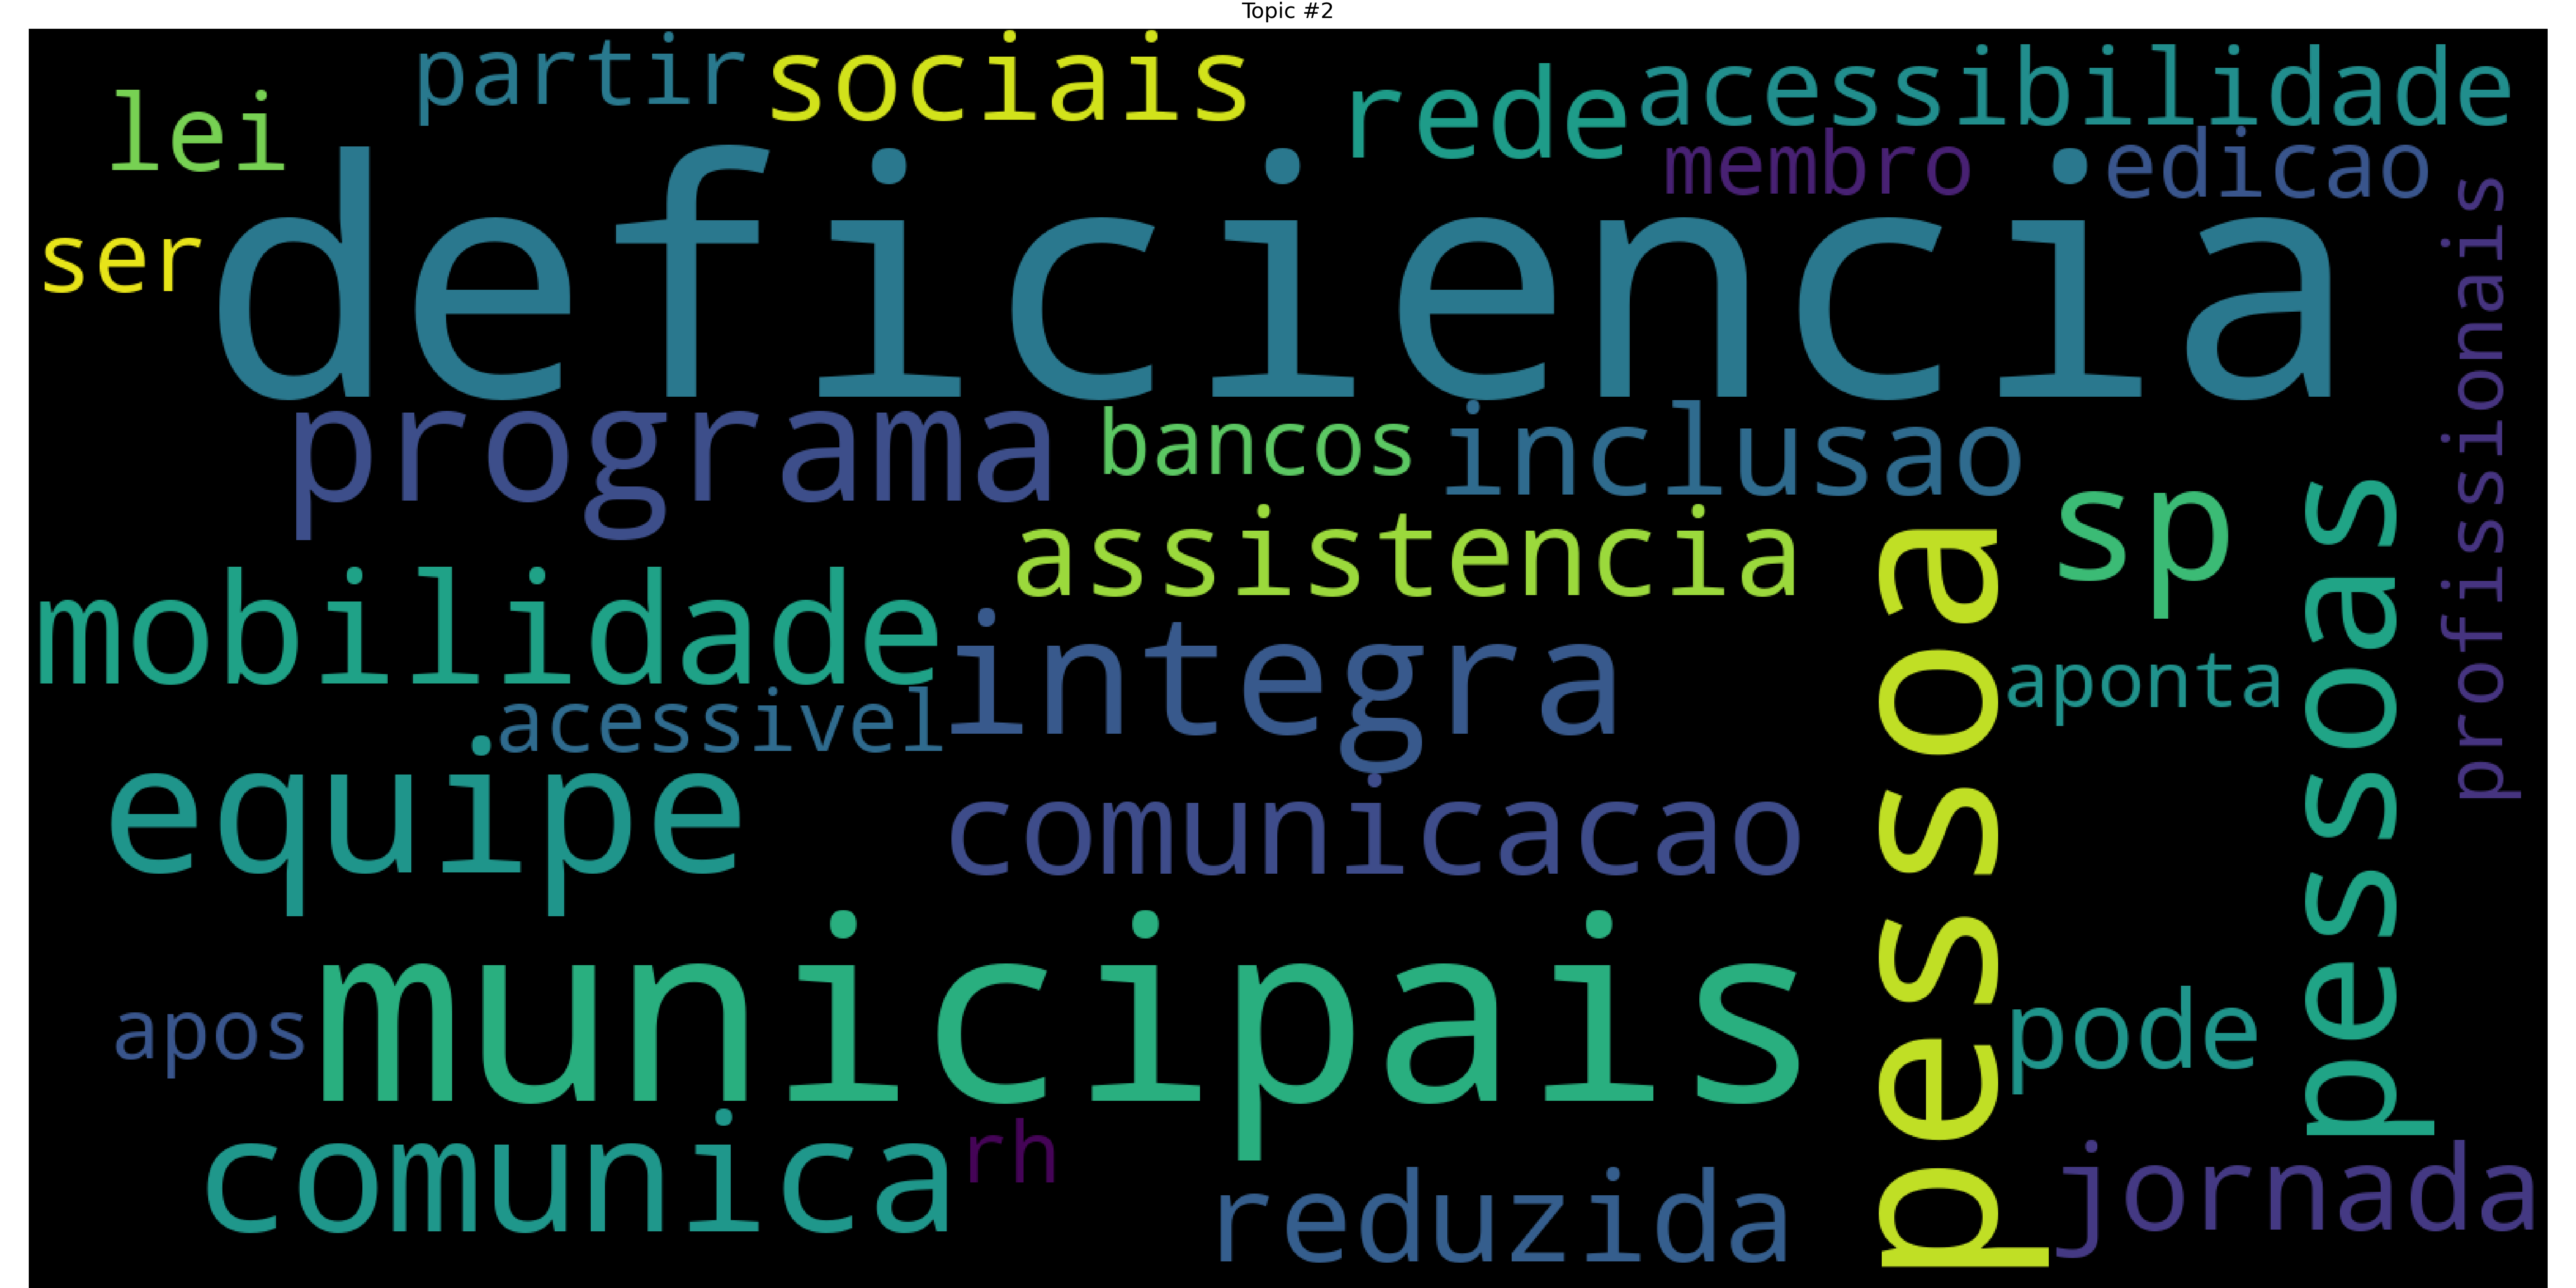 Topic #2
partir
sociais
rede
acessibilidade
lei
membro
edicao
ser
deficiencia
profissionais
programa
bancos
inclusao
assistencia
sp
pessoas
pessoa
mobilidade
integra
aponta
acessivel
equipe
comunicacao
municipais
apos
pode
comunica
rh
reduzida
jornada